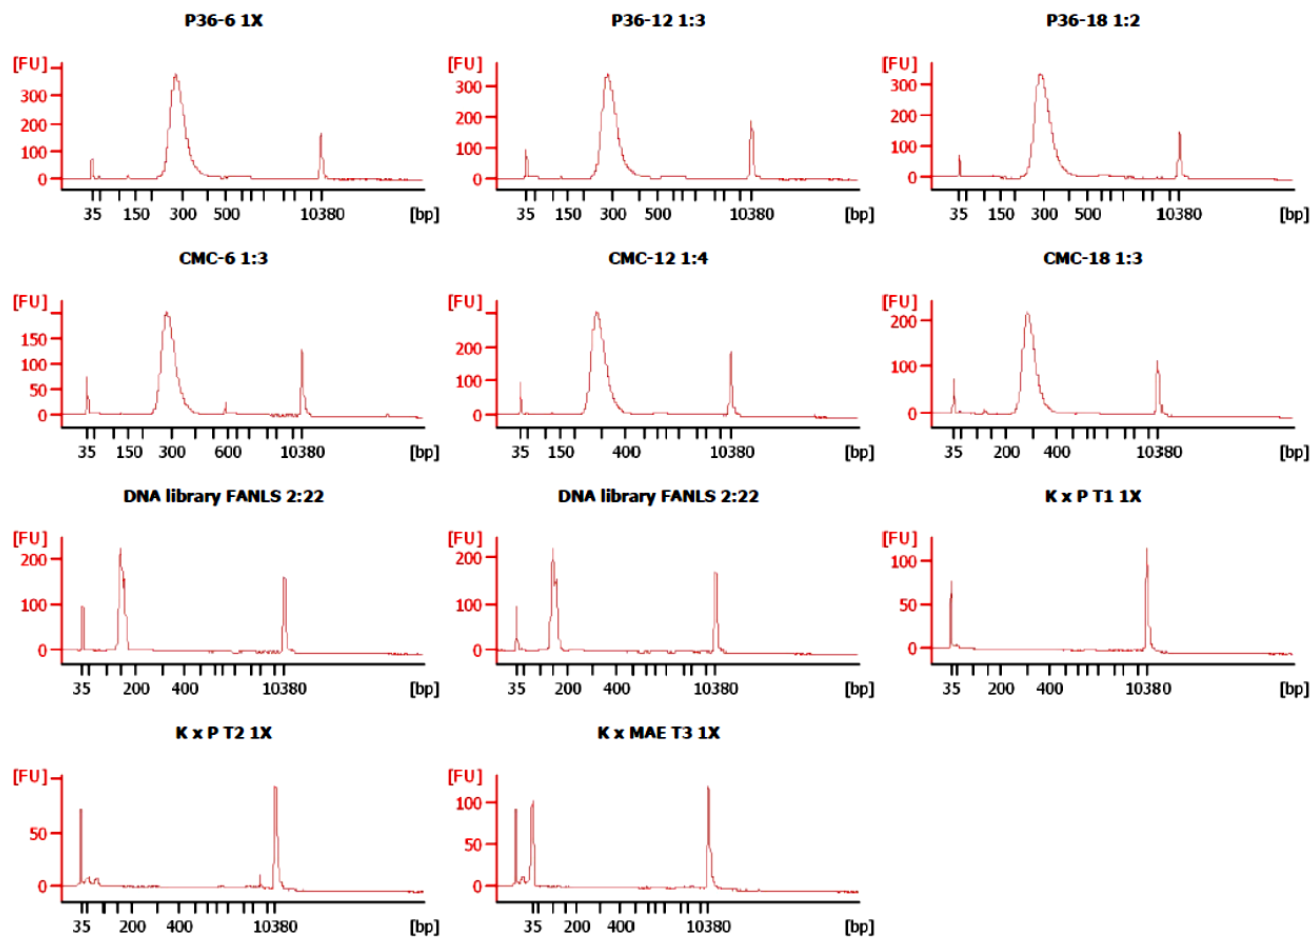 P36-6 1X P36-12 1:3 P36-18 1:2
[FU] [FU] [FU]
300 300 300
200 200 200
100 100 100
0 0 0
35 150 300 500 10380 [bp] 35 150 300 500 10380 [bp] 35 150 300 500 10380 [bp]
CMC-6 1:3 CMC-12 1:4 CMC-18 1:3
[FU] [FU] [FU]
150 200 200
100 100 100
50
0 0 0
35 150 300 600 10380 [bp] 35 150 400 10380 [bp] 35 200 400 10380 [bp]
DNA library FANLS 2:22 DNA library FANLS 2:22 K x P T1 1X
[FU] [FU] [FU]
200 200 100
100 100 50
0 0 0
35 200 400 10380 [bp] 35 200 400 10380 [bp] 35 200 400 10380 [bp]
K x P T2 1X K x MAE T3 1X
[FU] [FU]
100
50 50
0 0
35 200 400 10380 [bp] 35 200 400 10380 [bp]